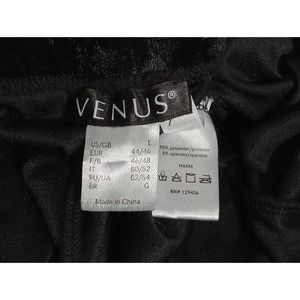 VENUS®
US/GB L
EUR 44/46
F/B 46/48
IT 50/52
RU/UA 52/54
BR G
Made in China
95% polyester/polyester
5% spandex/spandex
HARM
RN# 129406